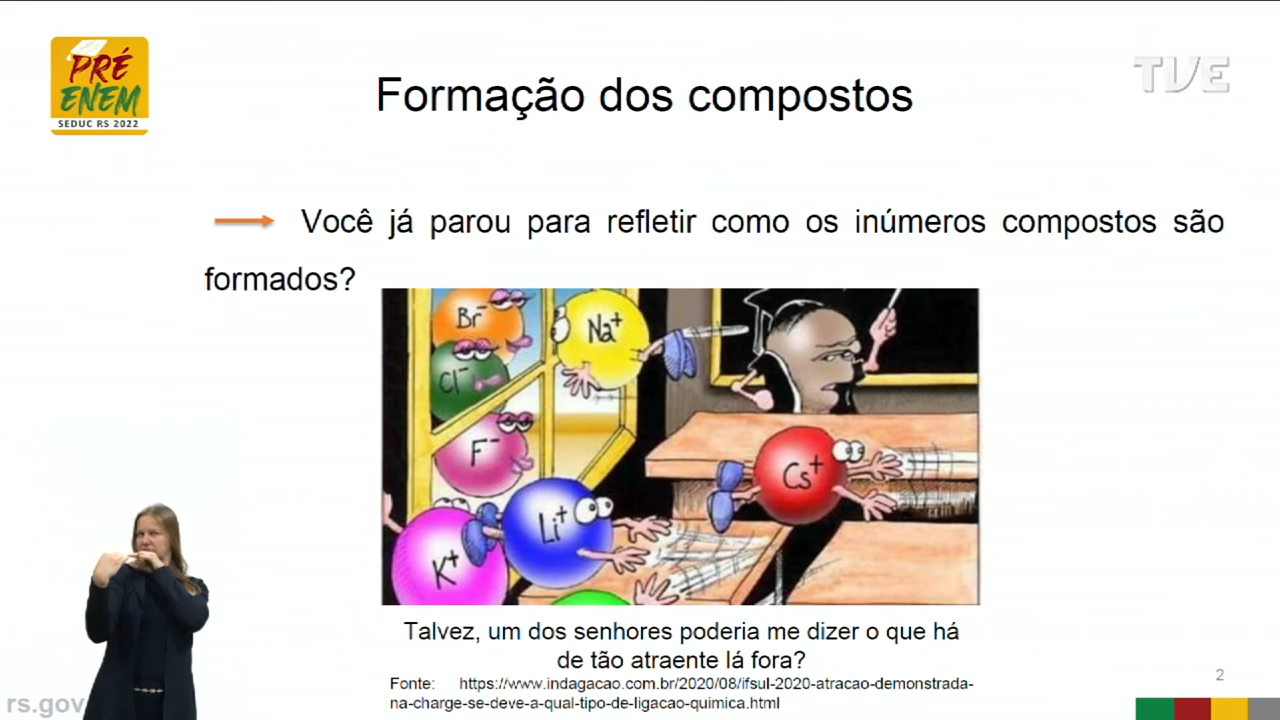 PRÉ
ENEM
SEDUC RS 2022
TVE
Formação dos compostos
Você já parou para refletir como os inúmeros compostos são
formados?
Br⁻
Na⁺
Cl⁻
F⁻
Cs⁺
Li⁺
K⁺
Talvez, um dos senhores poderia me dizer o que há
de tão atraente lá fora?
Fonte: https://www.indagacao.com.br/2020/08/ifsul-2020-atracao-demonstrada-
na-charge-se-deve-a-qual-tipo-de-ligacao-quimica.html
2
rs.gov